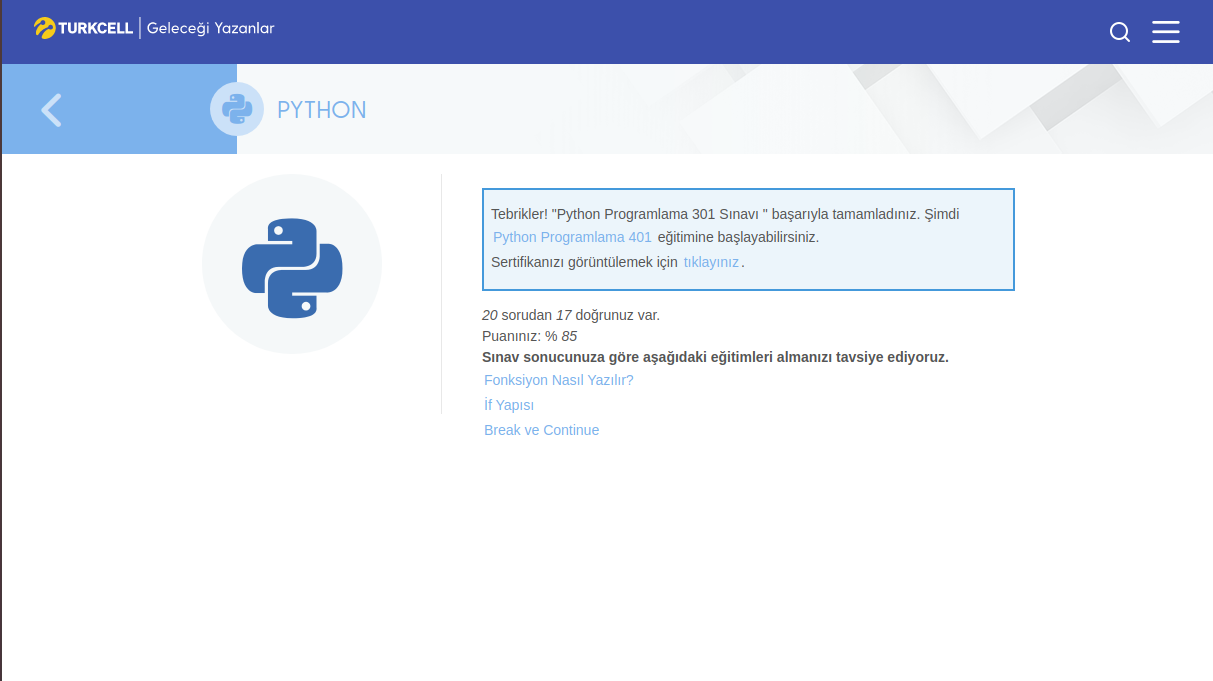 TURKCELL | Geleceği Yazanlar
PYTHON
Tebrikler! "Python Programlama 301 Sınavı " başarıyla tamamladınız. Şimdi
Python Programlama 401 eğitimine başlayabilirsiniz.
Sertifikanızı görüntülemek için tıklayınız .
20 sorudan 17 doğrunuz var.
Puanınız: % 85
Sınav sonucunuza göre aşağıdaki eğitimleri almanızı tavsiye ediyoruz.
Fonksiyon Nasıl Yazılır?
İf Yapısı
Break ve Continue